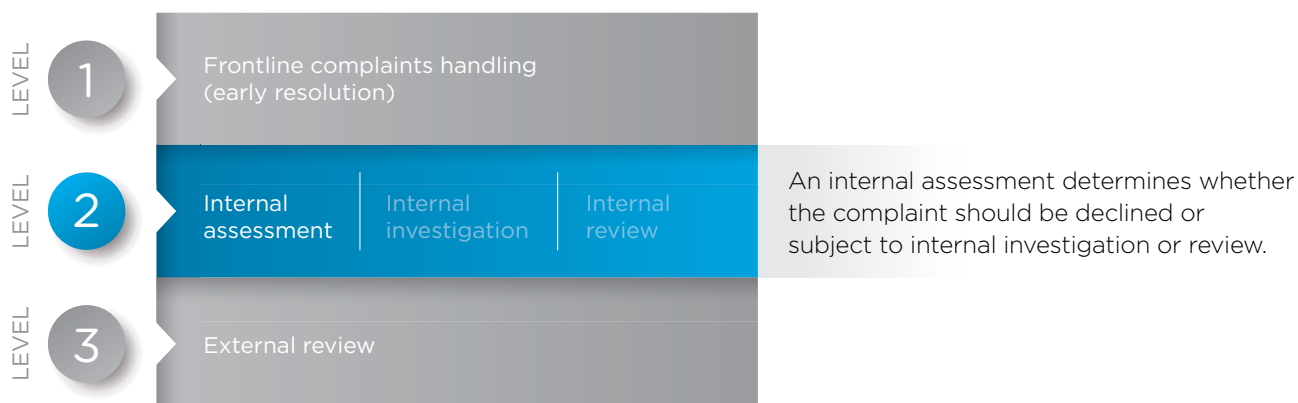 LEVEL
1
Frontline complaints handling
(early resolution)
LEVEL
2
Internal
assessment
Internal
investigation
Internal
review
An internal assessment determines whether
the complaint should be declined or
subject to internal investigation or review.
LEVEL
3
External review